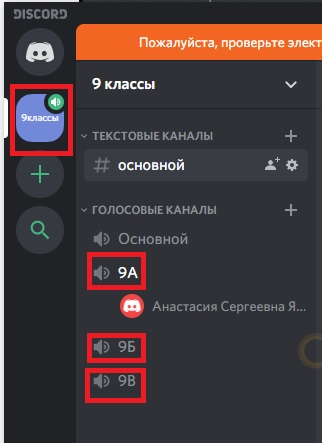 DISCORD
Пожалуйста, проверьте элект
9классы
9 классы
ТЕКСТОВЫЕ КАНАЛЫ
основной
ГОЛОСОВЫЕ КАНАЛЫ
Основной
9А
Анастасия Сергеевна Я...
9Б
9В